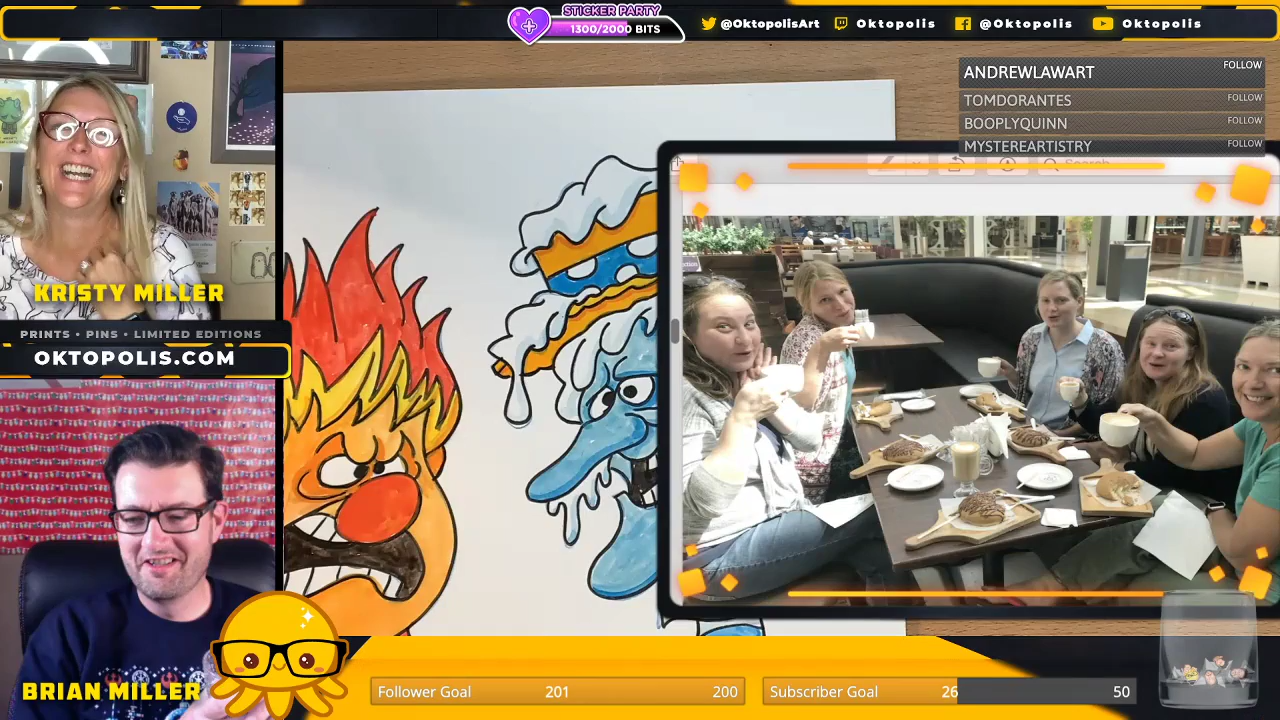 STICKER PARTY
1300/2000 BITS
@OktopolisArt
Oktopolis
@Oktopolis
Oktopolis
ANDREWLAWART FOLLOW
TOMDORANTES FOLLOW
BOOPLYQUINN FOLLOW
MYSTEREARTISTRY FOLLOW
Search
KRISTY MILLER
PRINTS • PINS • LIMITED EDITIONS
OKTOPOLIS.COM
BRIAN MILLER
Follower Goal 201 200
Subscriber Goal 26 50